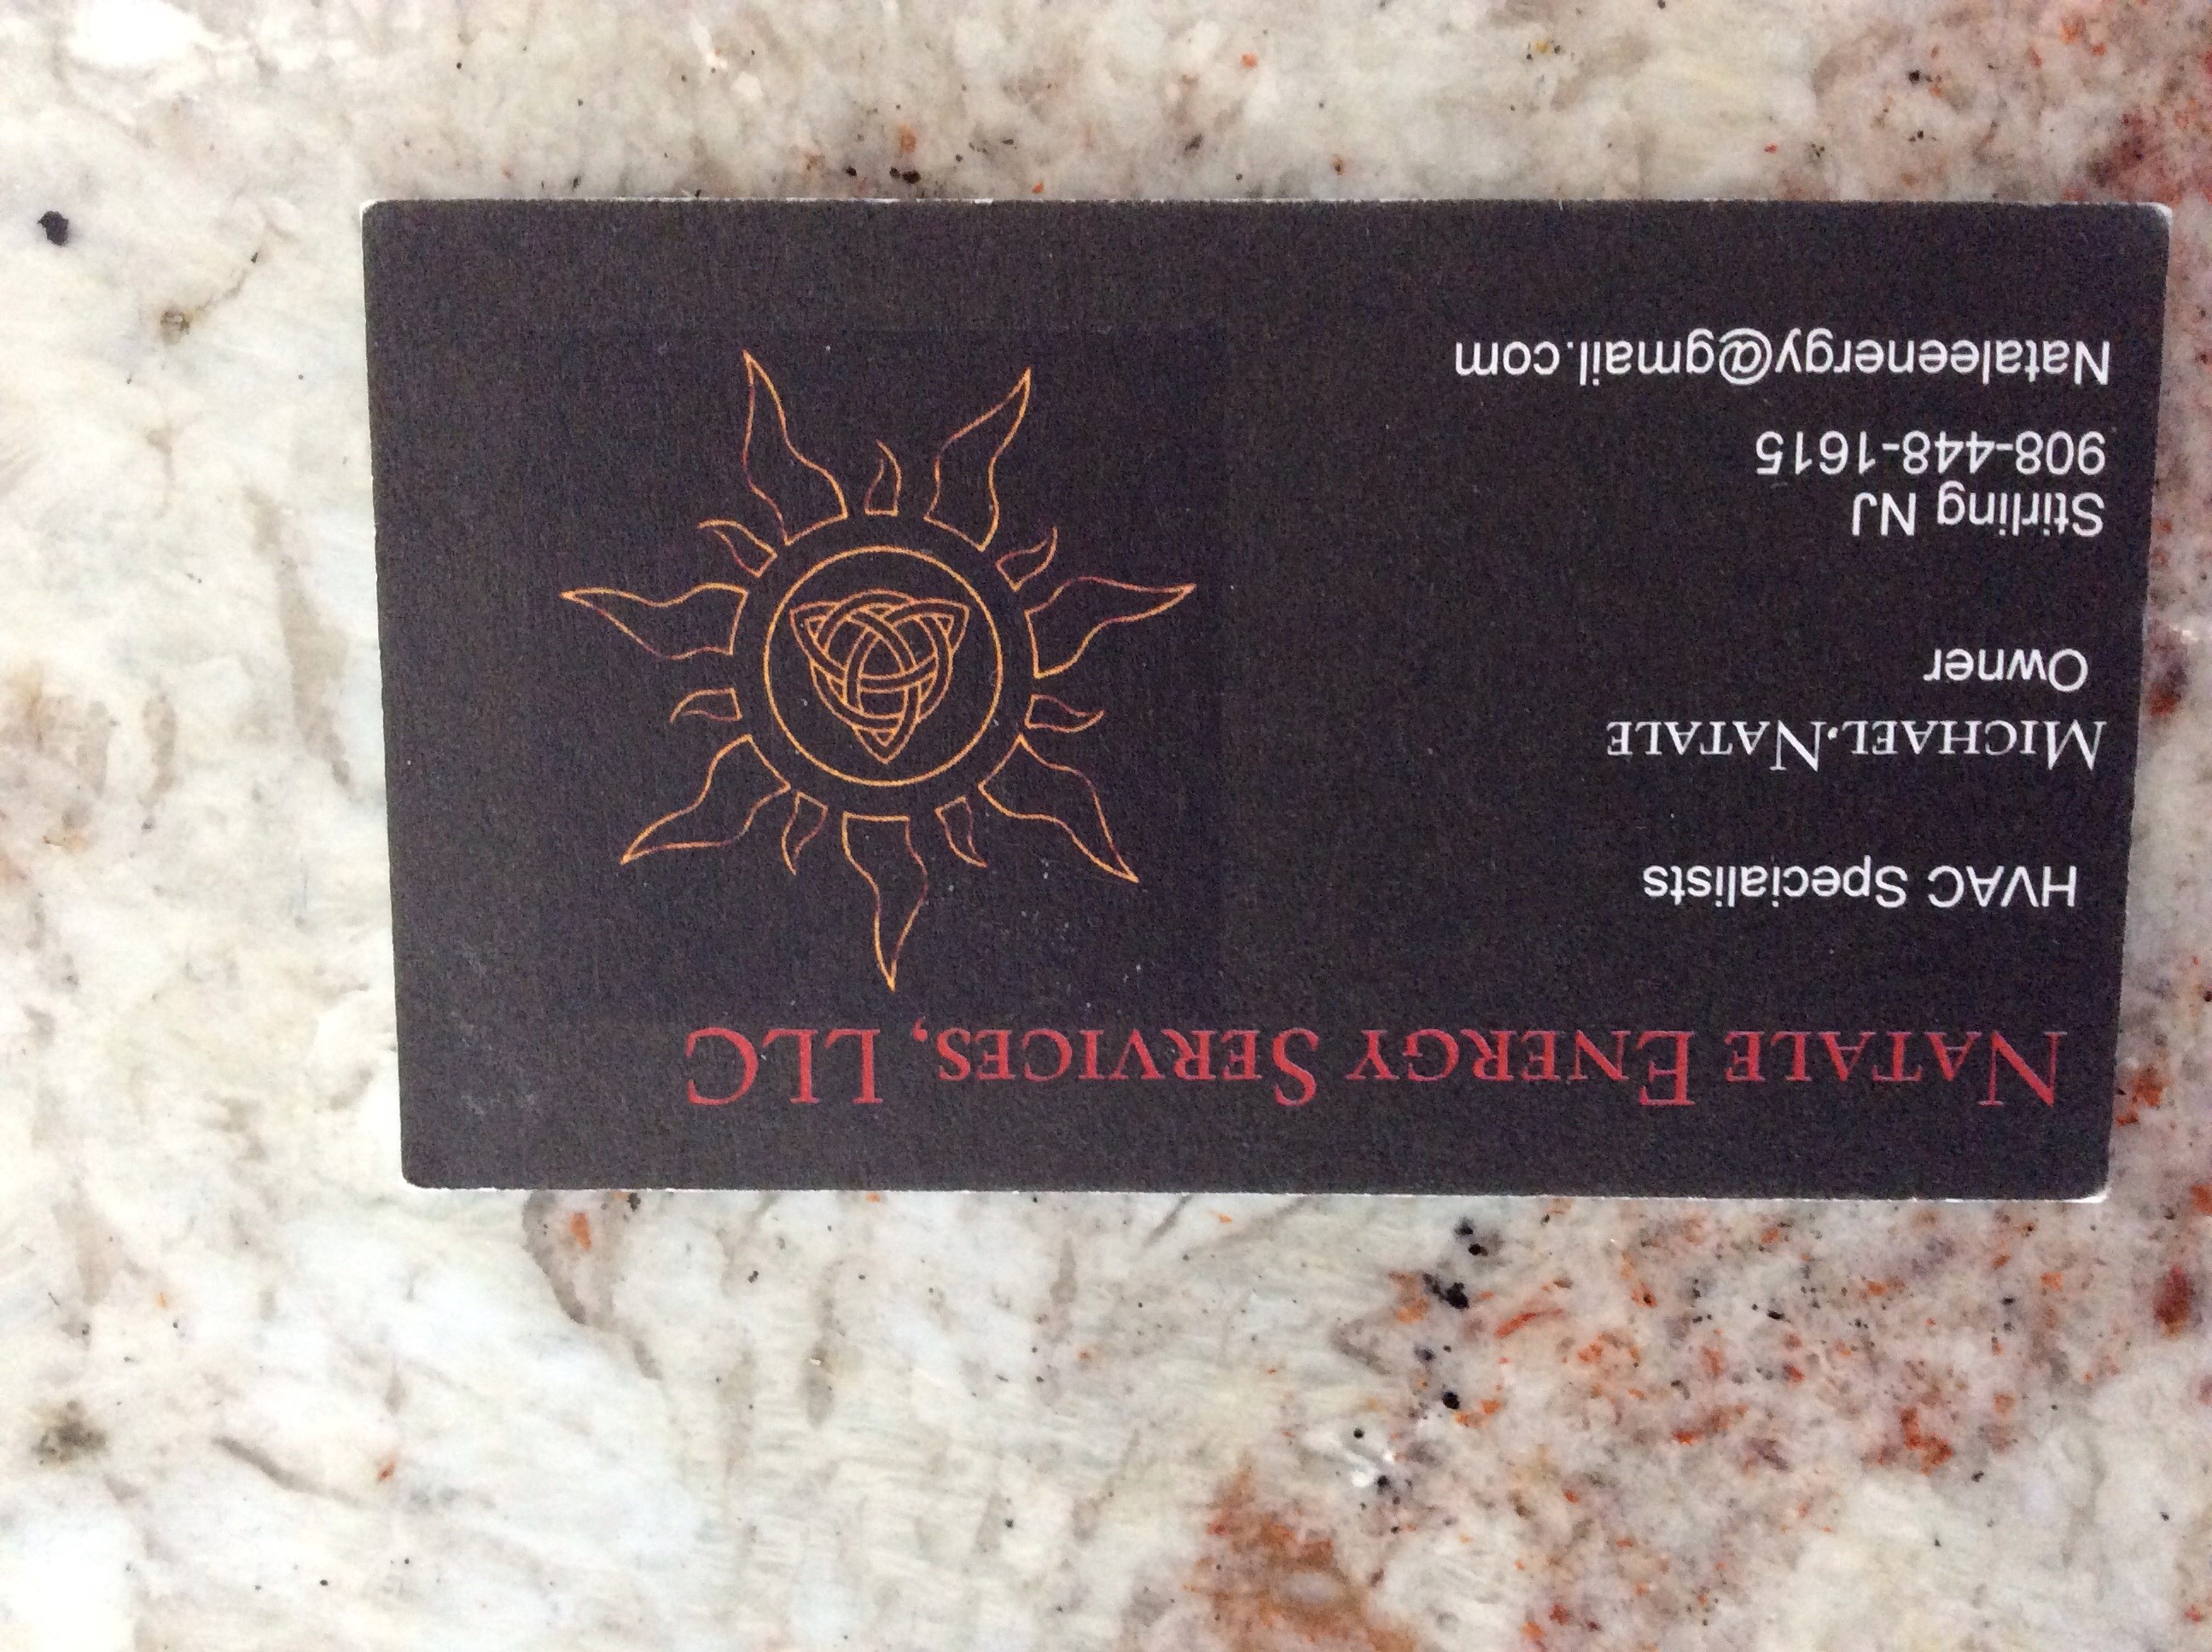 NATALE ENERGY SERVICES, LLC
HVAC Specialists
MICHAEL.NATALE
Owner
Stirling NJ
908-448-1615
Nataleenergy@gmail.com